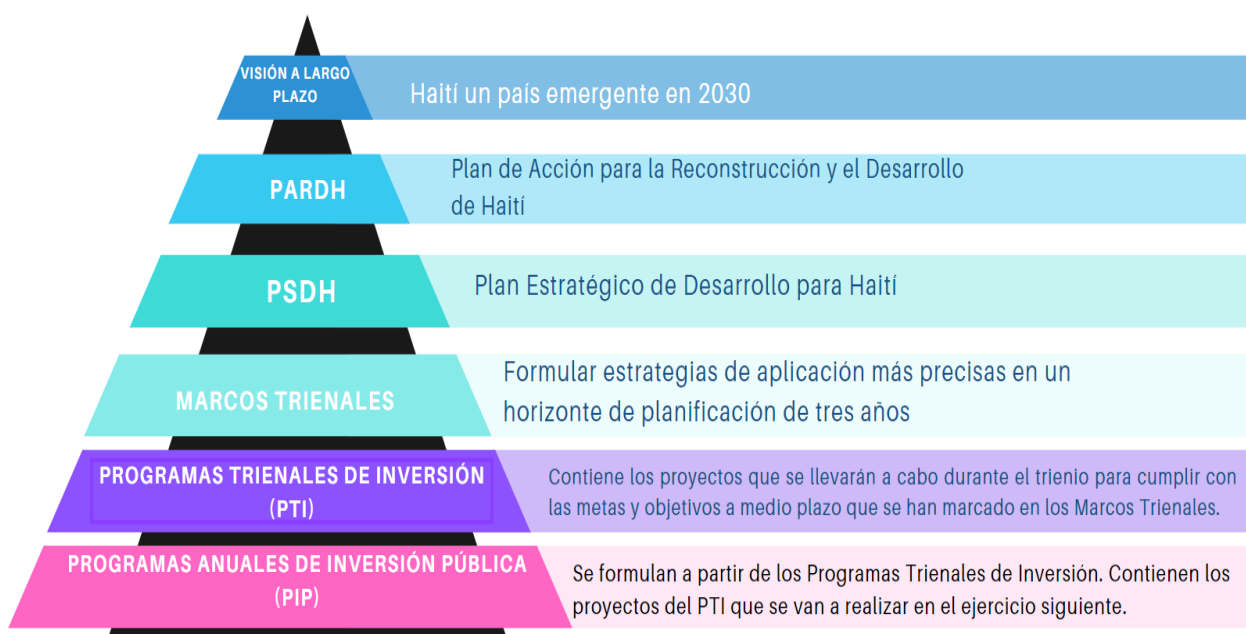 VISIÓN A LARGO
PLAZO
Haití un país emergente en 2030
PARDH
Plan de Acción para la Reconstrucción y el Desarrollo
de Haití
PSDH
Plan Estratégico de Desarrollo para Haití
MARCOS TRIENALES
Formular estrategias de aplicación más precisas en un
horizonte de planificación de tres años
PROGRAMAS TRIENALES DE INVERSIÓN
(PTI)
Contiene los proyectos que se llevarán a cabo durante el trienio para cumplir con
las metas y objetivos a medio plazo que se han marcado en los Marcos Trienales.
PROGRAMAS ANUALES DE INVERSIÓN PÚBLICA
(PIP)
Se formulan a partir de los Programas Trienales de Inversión. Contienen los
proyectos del PTI que se van a realizar en el ejercicio siguiente.